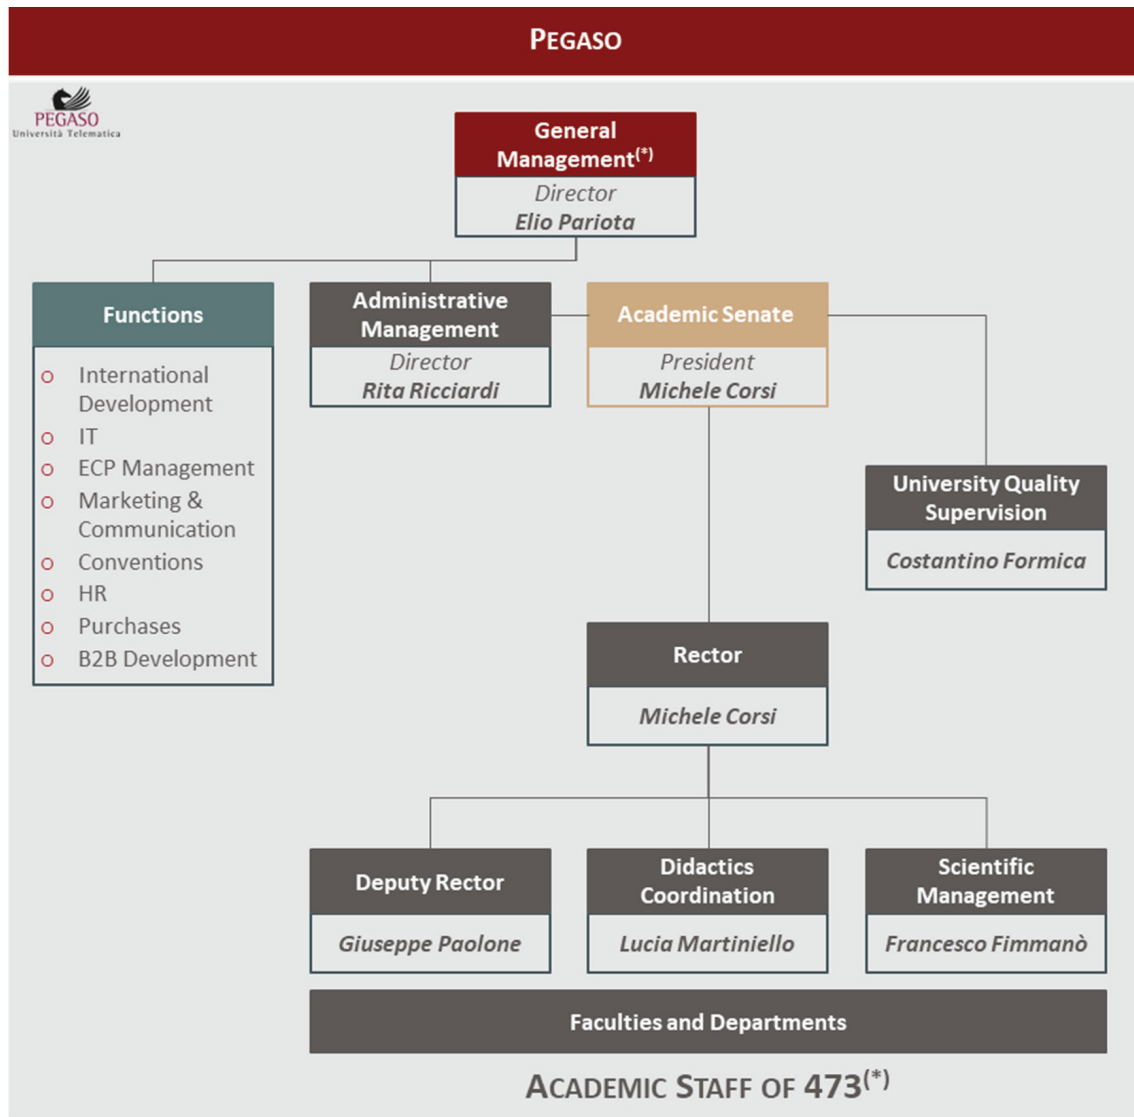 PEGASO
PEGASO
Università Telematica
General
Management(*)
Director
Elio Pariota
Functions
International
Development
IT
ECP Management
Marketing &
Communication
Conventions
HR
Purchases
B2B Development
Administrative
Management
Director
Rita Ricciardi
Academic Senate
President
Michele Corsi
University Quality
Supervision
Costantino Formica
Rector
Michele Corsi
Deputy Rector
Giuseppe Paolone
Didactics
Coordination
Lucia Martiniello
Scientific
Management
Francesco Fimmanò
Faculties and Departments
ACADEMIC STAFF OF 473(*)